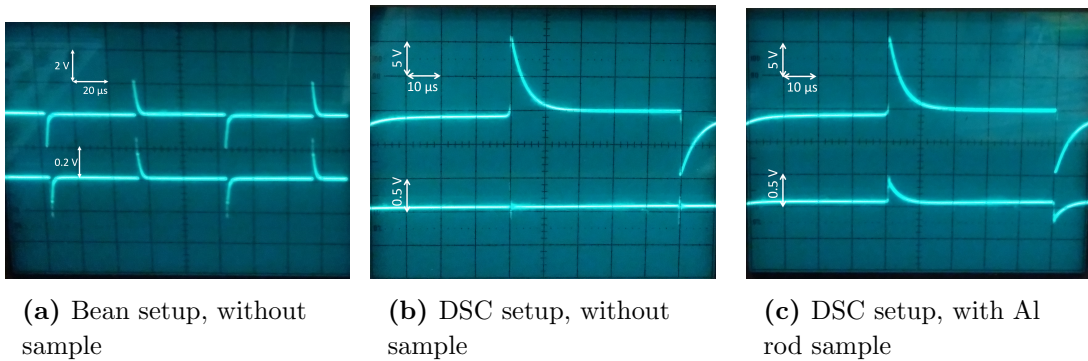 2 V
20 µs
0.2 V
5 V
10 µs
0.5 V
5 V
10 µs
0.5 V
(a) Bean setup, without
sample
(b) DSC setup, without
sample
(c) DSC setup, with Al
rod sample